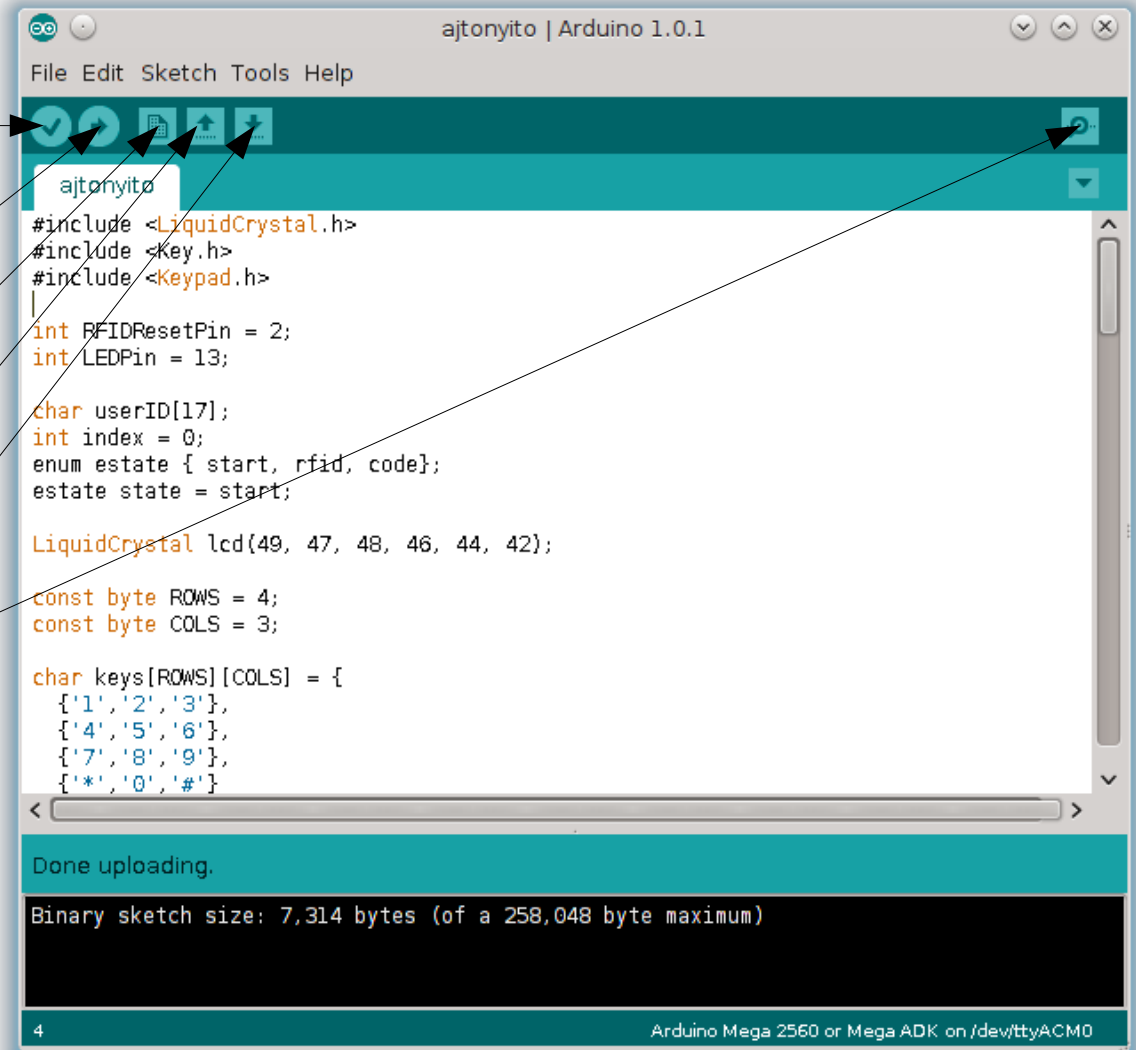 ajtonyito | Arduino 1.0.1
File Edit Sketch Tools Help
ajtonyito
#include <LiquidCrystal.h>
#include <Key.h>
#include <Keypad.h>
int RFIDResetPin = 2;
int LEDPin = 13;
char userID[17];
int index = 0;
enum estate { start, rfid, code};
estate state = start;
LiquidCrystal lcd(49, 47, 48, 46, 44, 42);
const byte ROWS = 4;
const byte COLS = 3;
char keys[ROWS][COLS] = {
{'1','2','3'},
{'4','5','6'},
{'7','8','9'},
{'*','0','#'}
Done uploading.
Binary sketch size: 7,314 bytes (of a 258,048 byte maximum)
4
Arduino Mega 2560 or Mega ADK on /dev/ttyACM0